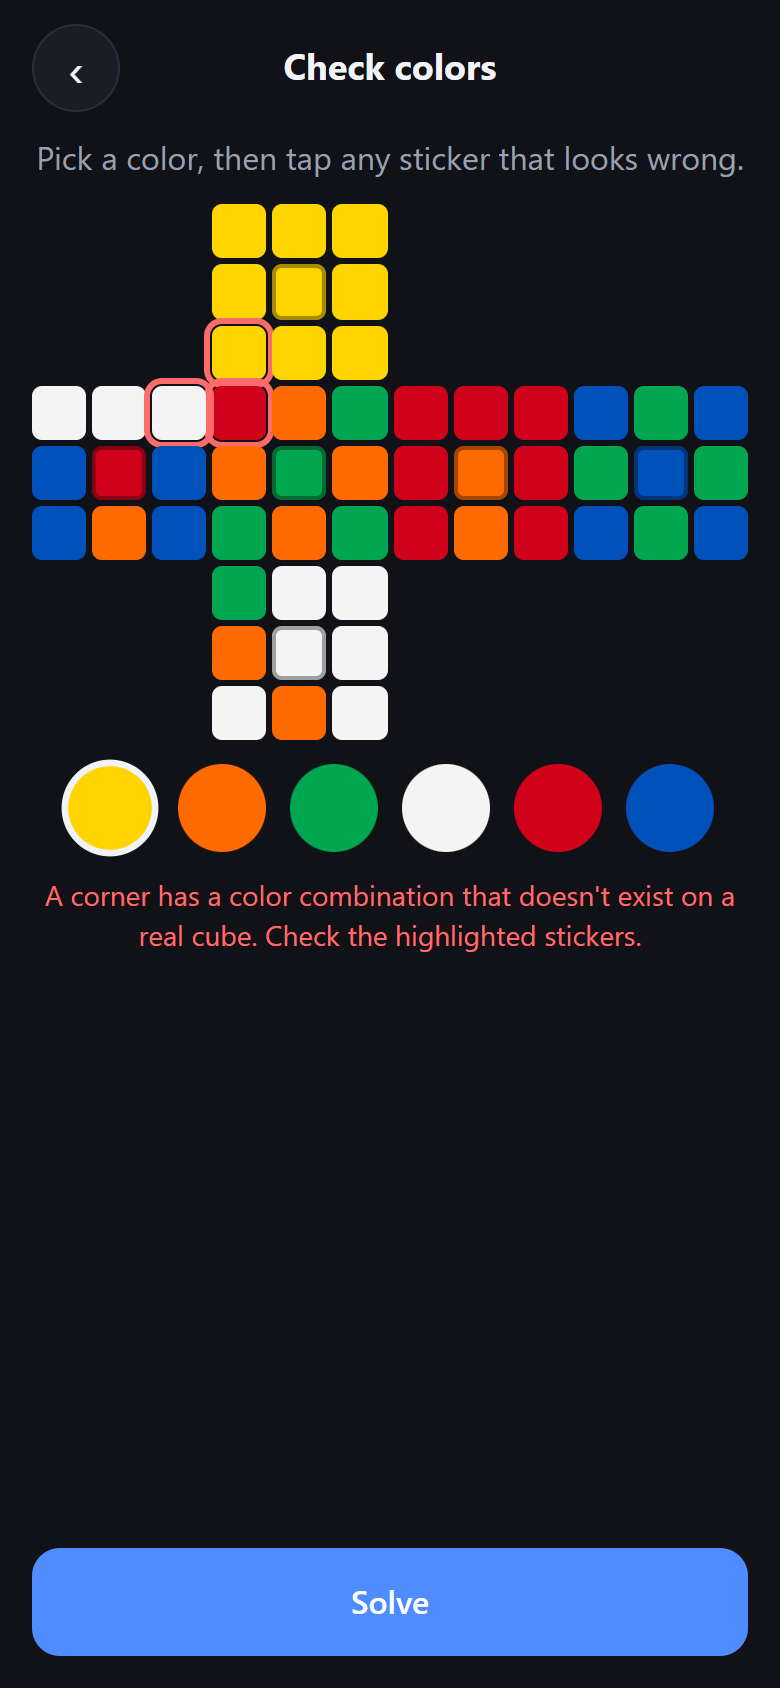 ‹
Check colors
Pick a color, then tap any sticker that looks wrong.
A corner has a color combination that doesn't exist on a
real cube. Check the highlighted stickers.
Solve